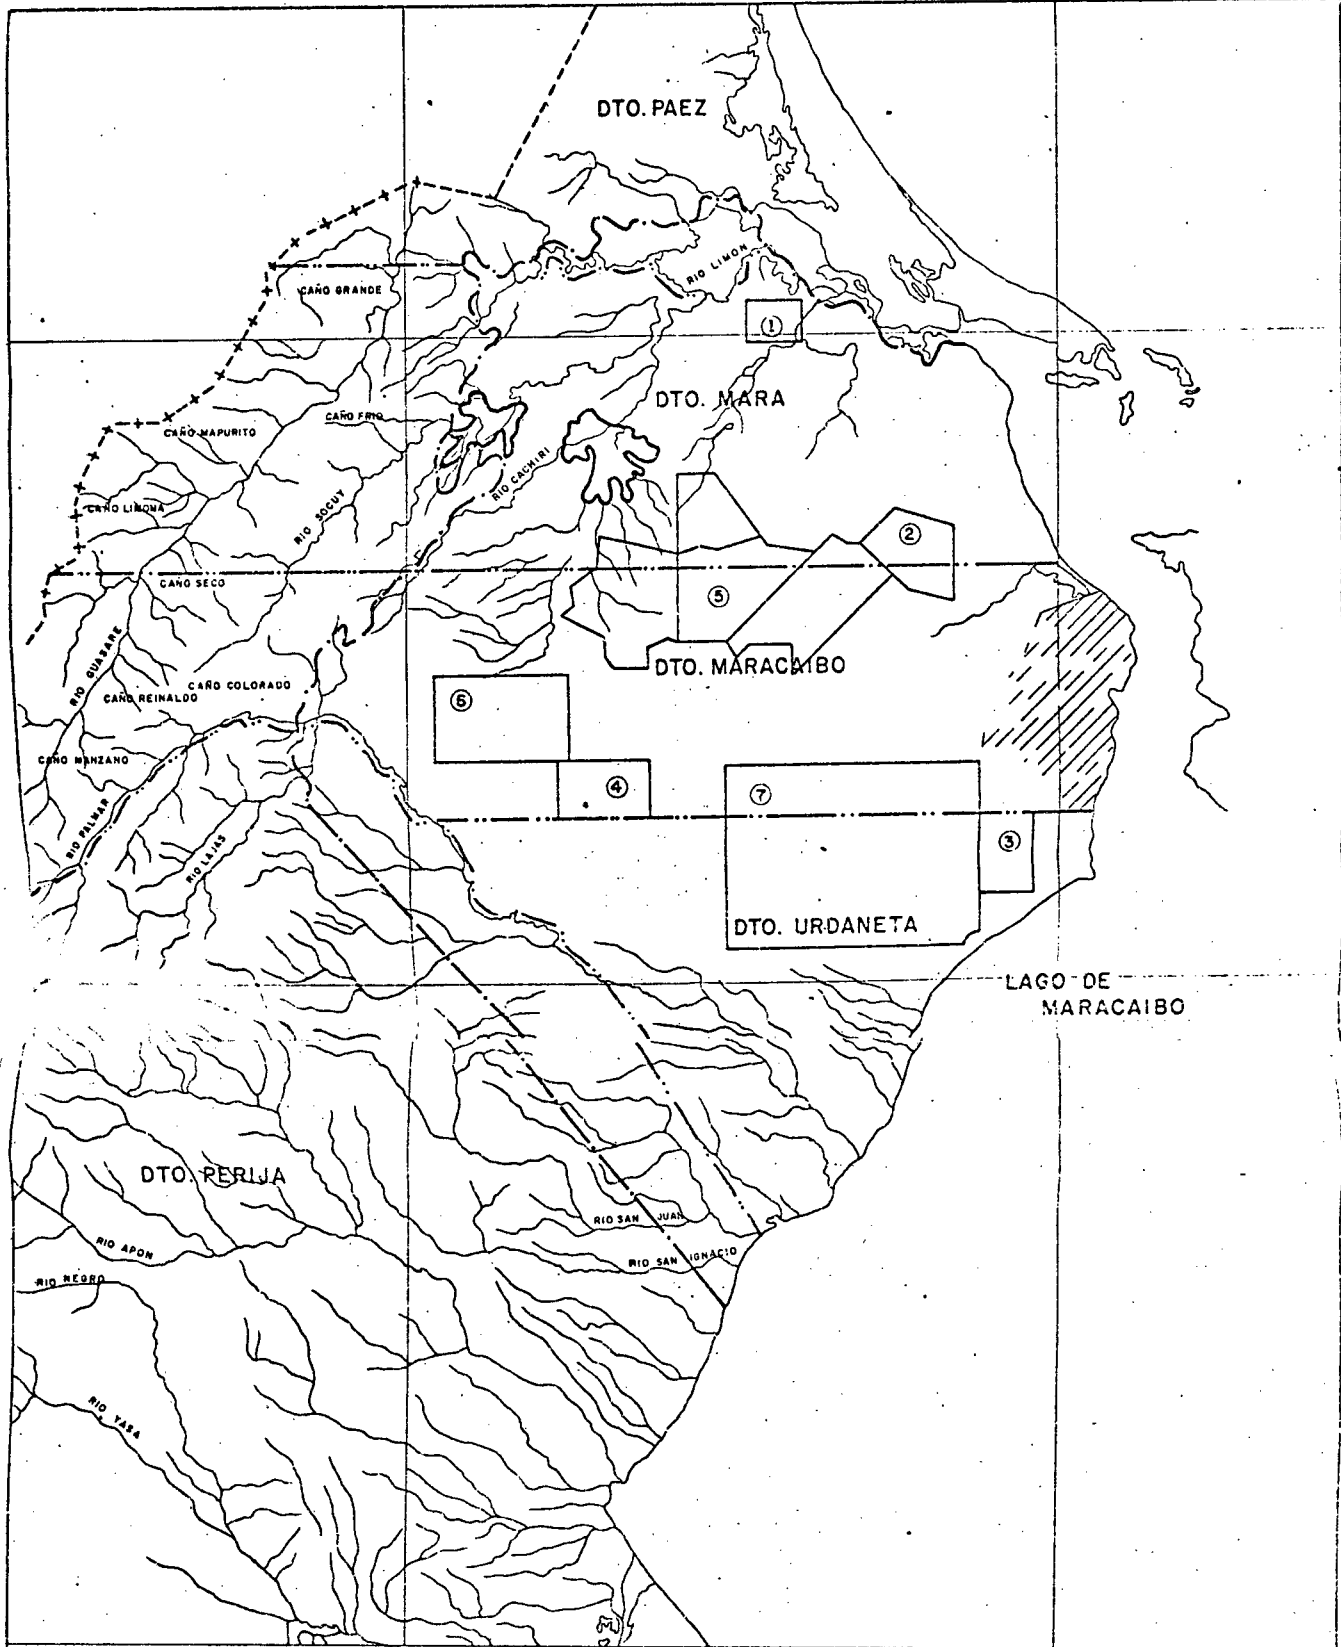 DTO. PAEZ
RIO LIMON
CAÑO GRANDE
①
DTO. MARA
CAÑO FRIO
CAÑO MAPURITO
RIO CACHIRI
CAÑO LIMONA
RIO SOCUY
②
CAÑO SECO
⑤
RIO GUASARE
DTO. MARACAIBO
CAÑO COLORADO
CAÑO REINALDO
⑥
CAÑO MANZANO
④
⑦
RIO PALMAR
RIO LAJAS
③
DTO. URDANETA
LAGO DE
MARACAIBO
DTO. PERIJA
RIO SAN JUAN
RIO APON
RIO SAN IGNACIO
RIO NEGRO
RIO YASA